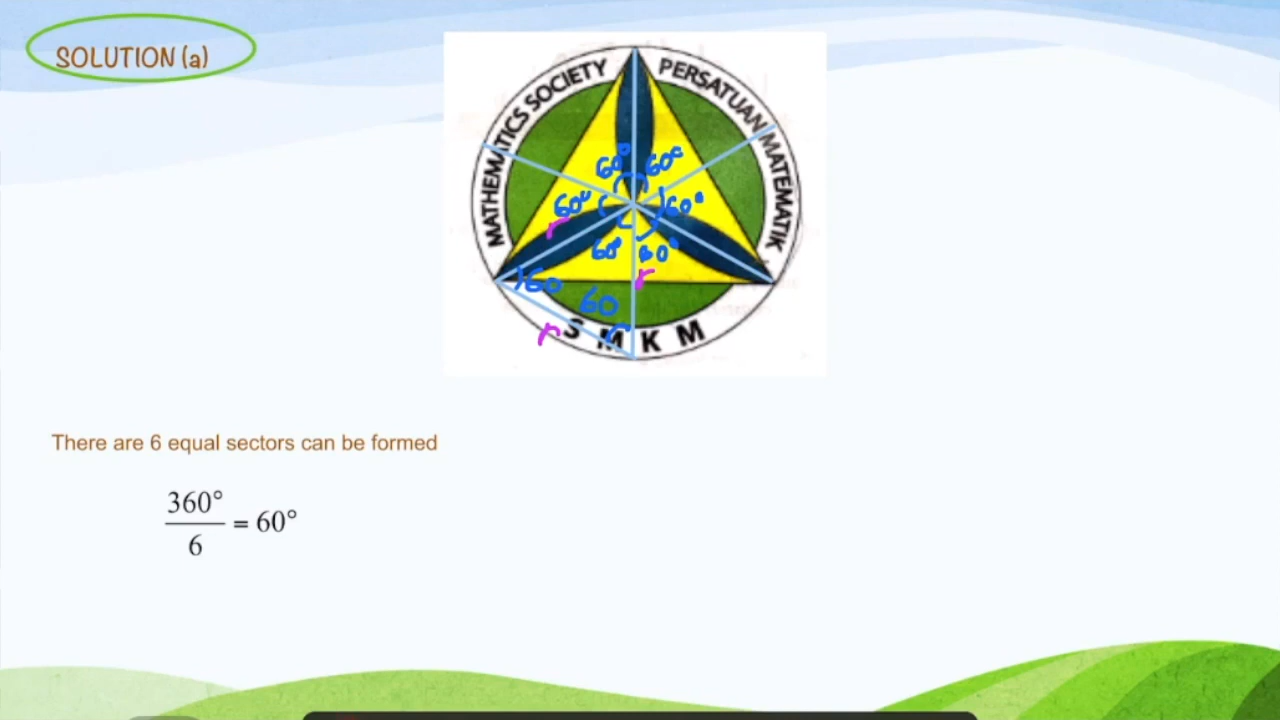 SOLUTION (a)
MATHEMATICS SOCIETY
PERSATUAN MATEMATIK
60°
60°
60°
60°
r
60°
60°
60
r
60
r
SMKM
There are 6 equal sectors can be formed
360°/6 = 60°